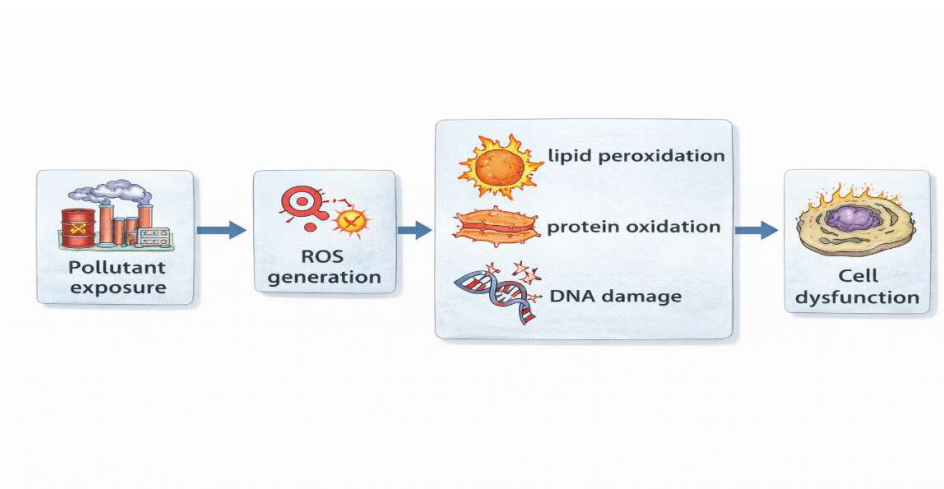 Pollutant
exposure
ROS
generation
lipid peroxidation
protein oxidation
DNA damage
Cell
dysfunction